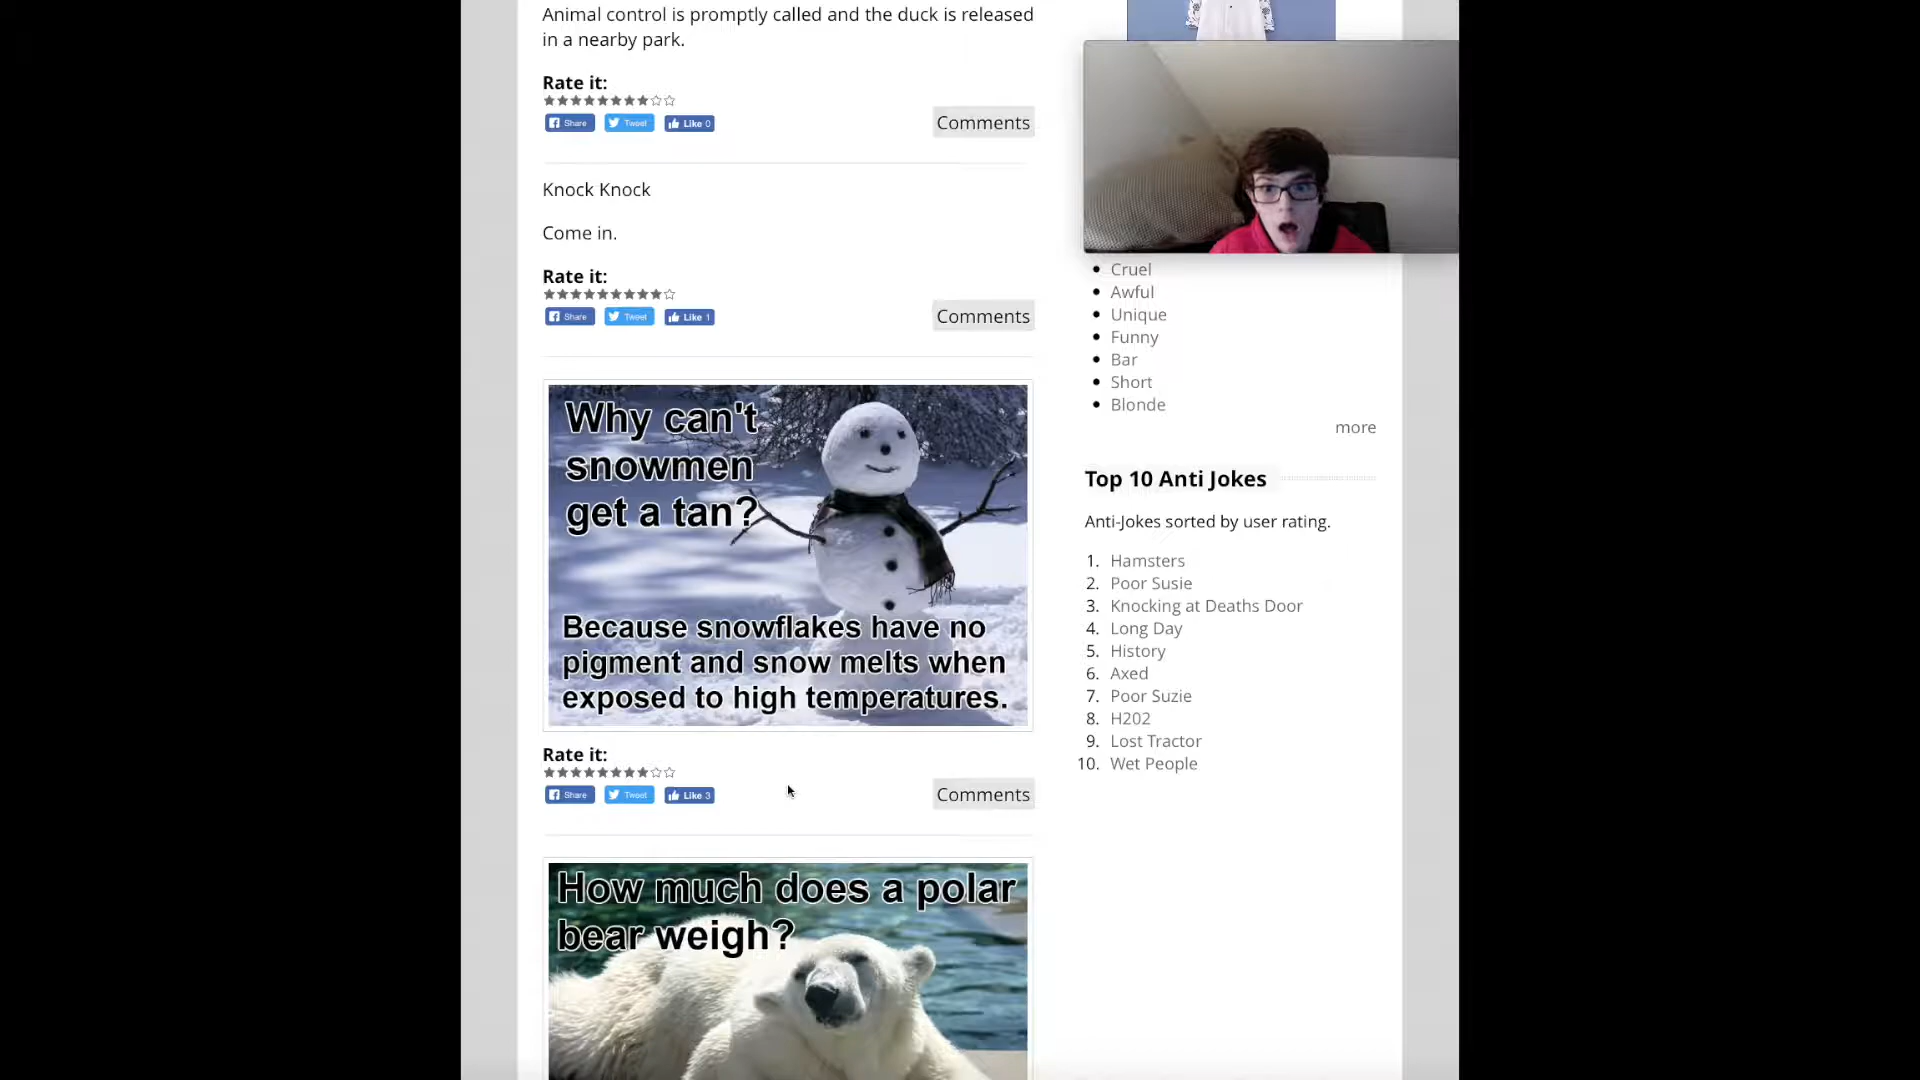 Animal control is promptly called and the duck is released
in a nearby park.
Rate it:
Share
Tweet
Like 0
Comments
Knock Knock
Come in.
Rate it:
Share
Tweet
Like 1
Comments
Why can't
snowmen
get a tan?
Because snowflakes have no
pigment and snow melts when
exposed to high temperatures.
Rate it:
Share
Tweet
Like 3
Comments
How much does a polar
bear weigh?
Cruel
Awful
Unique
Funny
Bar
Short
Blonde
more
Top 10 Anti Jokes
Anti-Jokes sorted by user rating.
1. Hamsters
2. Poor Susie
3. Knocking at Deaths Door
4. Long Day
5. History
6. Axed
7. Poor Suzie
8. H202
9. Lost Tractor
10. Wet People